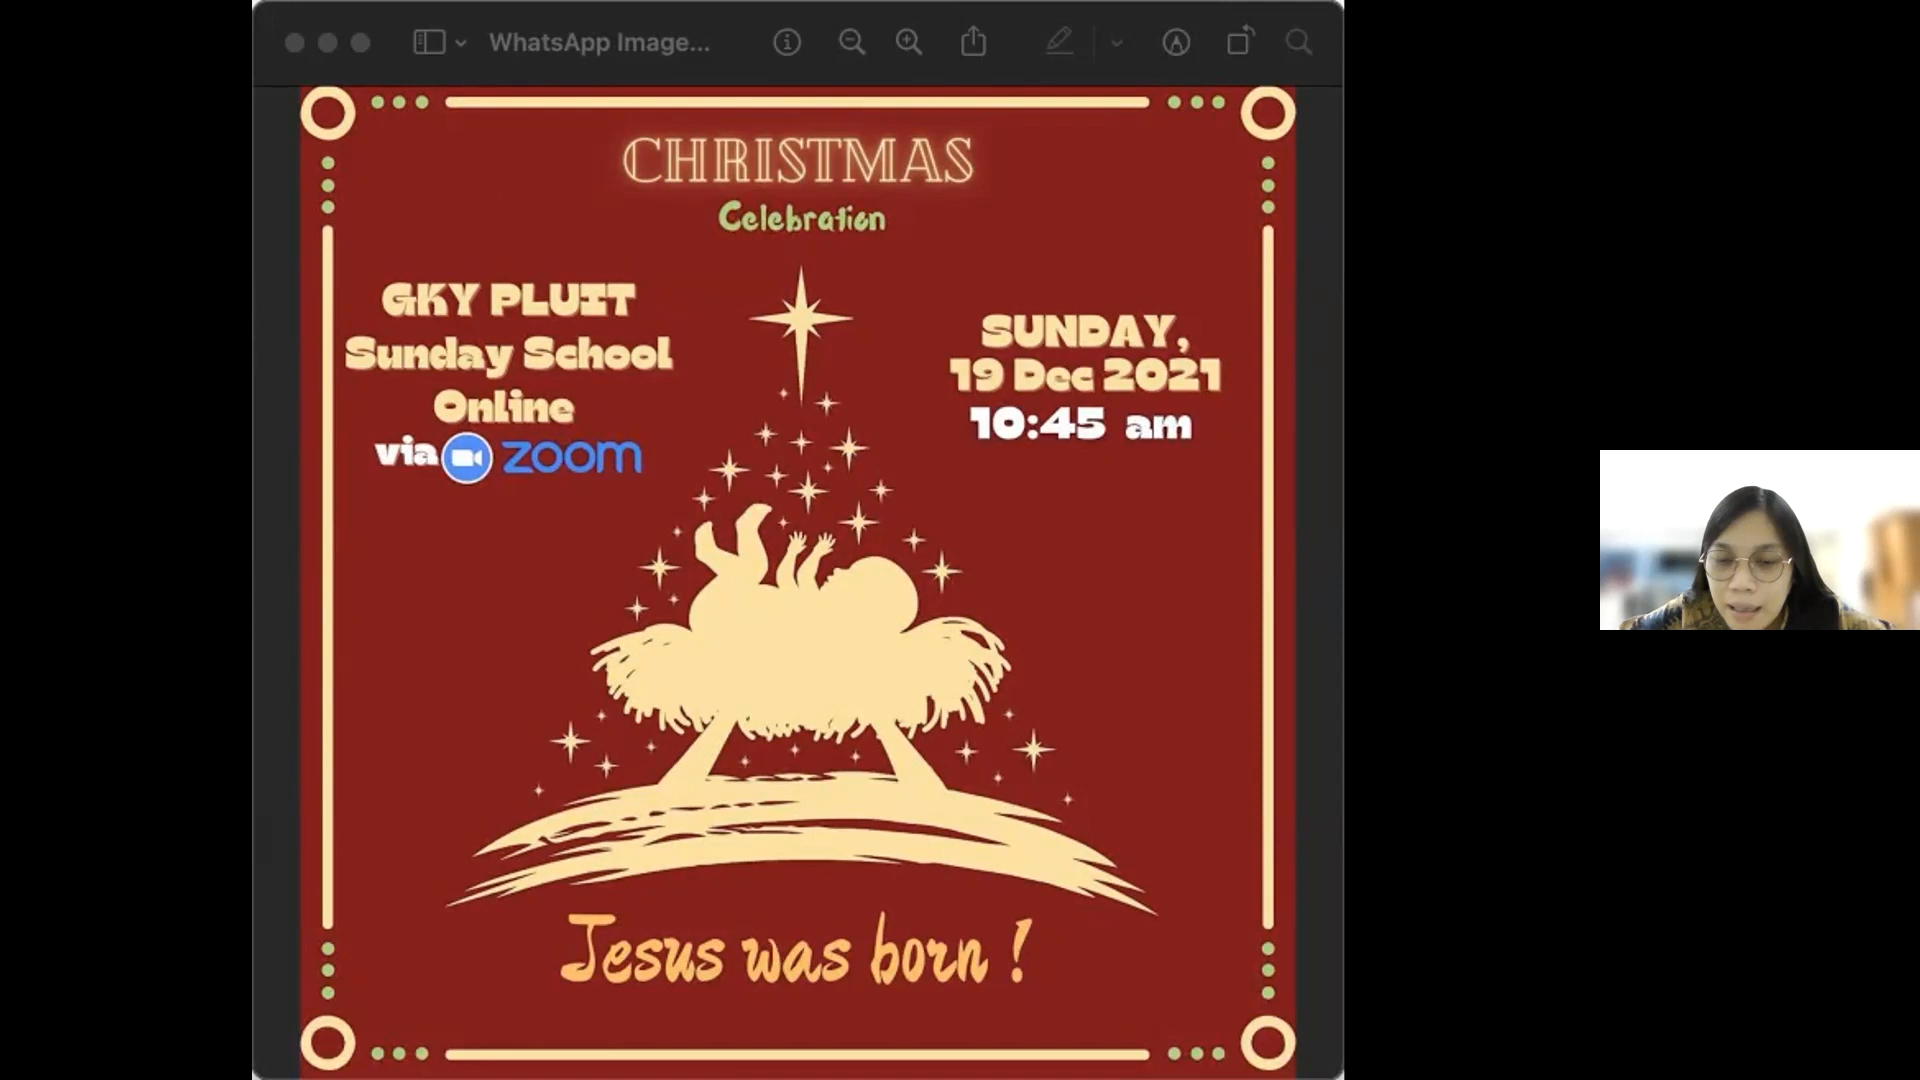 WhatsApp Image...
CHRISTMAS
Celebration
GKY PLUIT
Sunday School
Online
via zoom
SUNDAY,
19 Dec 2021
10:45 am
Jesus was born !